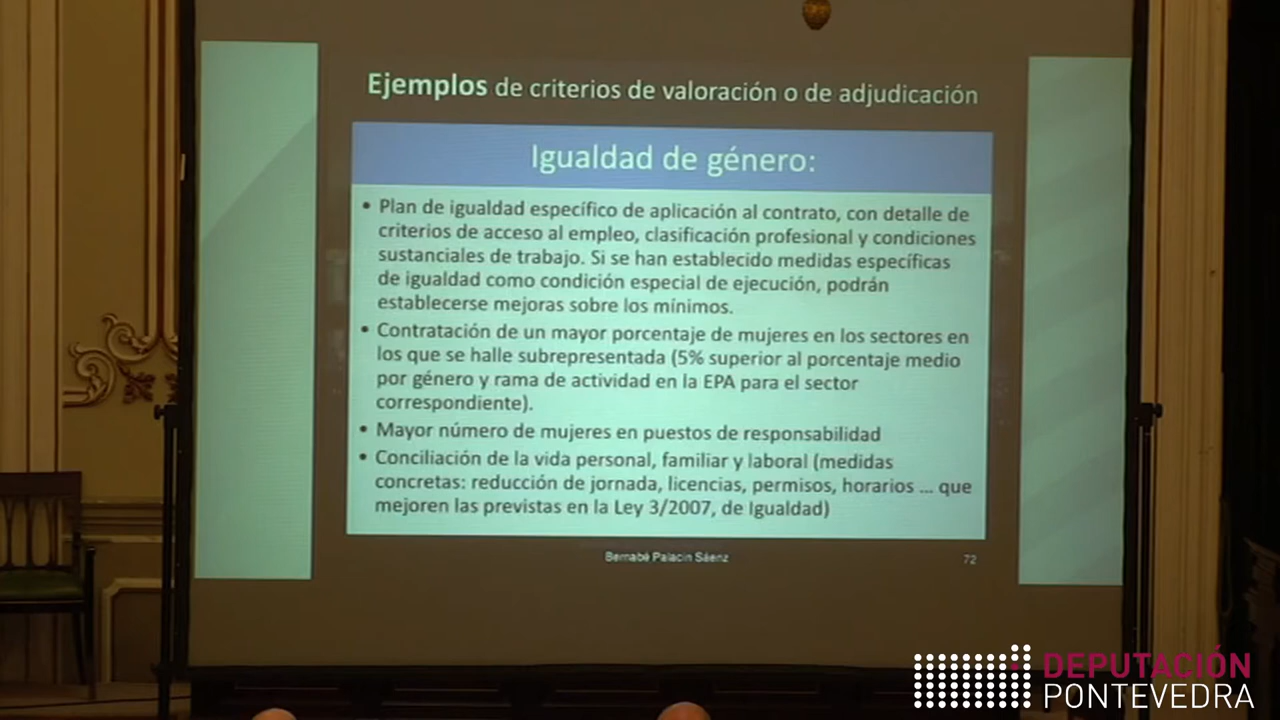 Ejemplos de criterios de valoración o de adjudicación
Igualdad de género:
• Plan de igualdad específico de aplicación al contrato, con detalle de
criterios de acceso al empleo, clasificación profesional y condiciones
sustanciales de trabajo. Si se han establecido medidas específicas
de igualdad como condición especial de ejecución, podrán
establecerse mejoras sobre los mínimos.
• Contratación de un mayor porcentaje de mujeres en los sectores en
los que se halle subrepresentada (5% superior al porcentaje medio
por género y rama de actividad en la EPA para el sector
correspondiente).
• Mayor número de mujeres en puestos de responsabilidad
• Conciliación de la vida personal, familiar y laboral (medidas
concretas: reducción de jornada, licencias, permisos, horarios ... que
mejoren las previstas en la Ley 3/2007, de Igualdad)
Bernabé Palacín Sáenz
72
DEPUTACIÓN
PONTEVEDRA